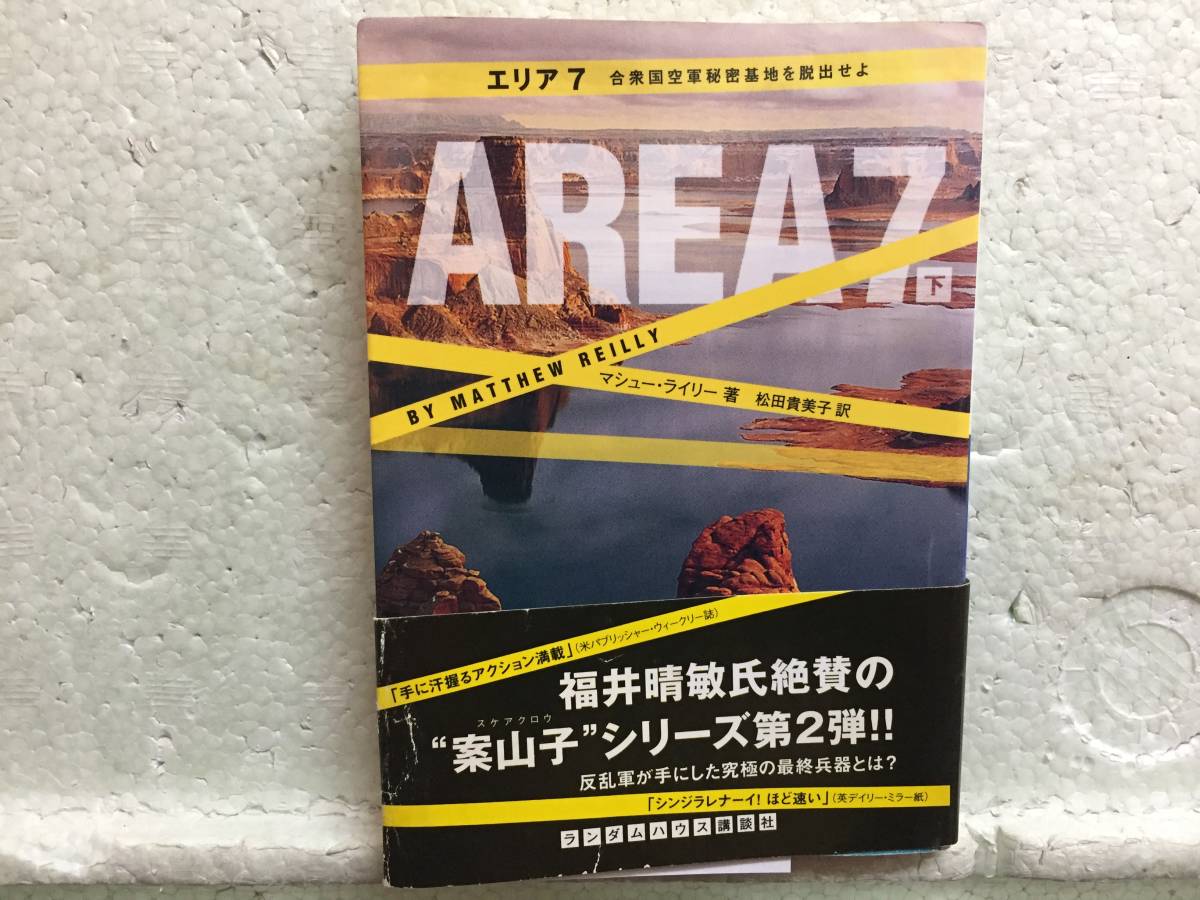 エリア7 合衆国空軍秘密基地を脱出せよ
AREA7
下
BY MATTHEW REILLY
マシュー・ライリー 著 松田貴美子 訳
「手に汗握るアクション満載」(米パブリッシャー・ウィークリー誌)
福井晴敏氏絶賛の
スケアクロウ
“案山子”シリーズ第2弾!!
反乱軍が手にした究極の最終兵器とは?
「シンジラレナーイ! ほど速い」(英デイリー・ミラー紙)
ランダムハウス講談社